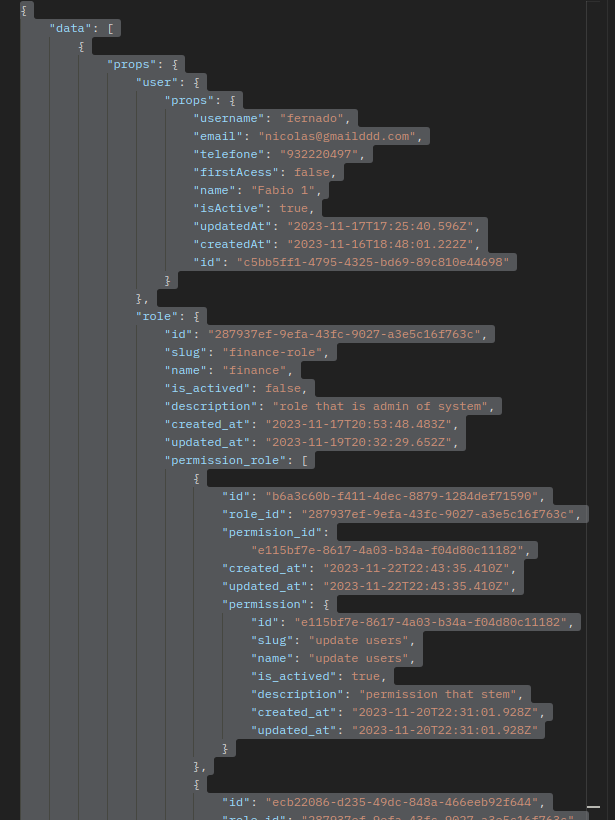 {
"data": [
{
"props": {
"user": {
"props": {
"username": "fernado",
"email": "nicolas@gmailddd.com",
"telefone": "932220497",
"firstAcess": false,
"name": "Fabio 1",
"isActive": true,
"updatedAt": "2023-11-17T17:25:40.596Z",
"createdAt": "2023-11-16T18:48:01.222Z",
"id": "c5bb5ff1-4795-4325-bd69-89c810e44698"
}
},
"role": {
"id": "287937ef-9efa-43fc-9027-a3e5c16f763c",
"slug": "finance-role",
"name": "finance",
"is_actived": false,
"description": "role that is admin of system",
"created_at": "2023-11-17T20:53:48.483Z",
"updated_at": "2023-11-19T20:32:29.652Z",
"permission_role": [
{
"id": "b6a3c60b-f411-4dec-8879-1284def71590",
"role_id": "287937ef-9efa-43fc-9027-a3e5c16f763c",
"permision_id":
"e115bf7e-8617-4a03-b34a-f04d80c11182",
"created_at": "2023-11-22T22:43:35.410Z",
"updated_at": "2023-11-22T22:43:35.410Z",
"permission": {
"id": "e115bf7e-8617-4a03-b34a-f04d80c11182",
"slug": "update users",
"name": "update users",
"is_actived": true,
"description": "permission that stem",
"created_at": "2023-11-20T22:31:01.928Z",
"updated_at": "2023-11-20T22:31:01.928Z"
}
},
{
"id": "ecb22086-d235-49dc-848a-466eeb92f644",
"role_id": "287937ef-9efa-43fc-9027-a3e5c16f763c",